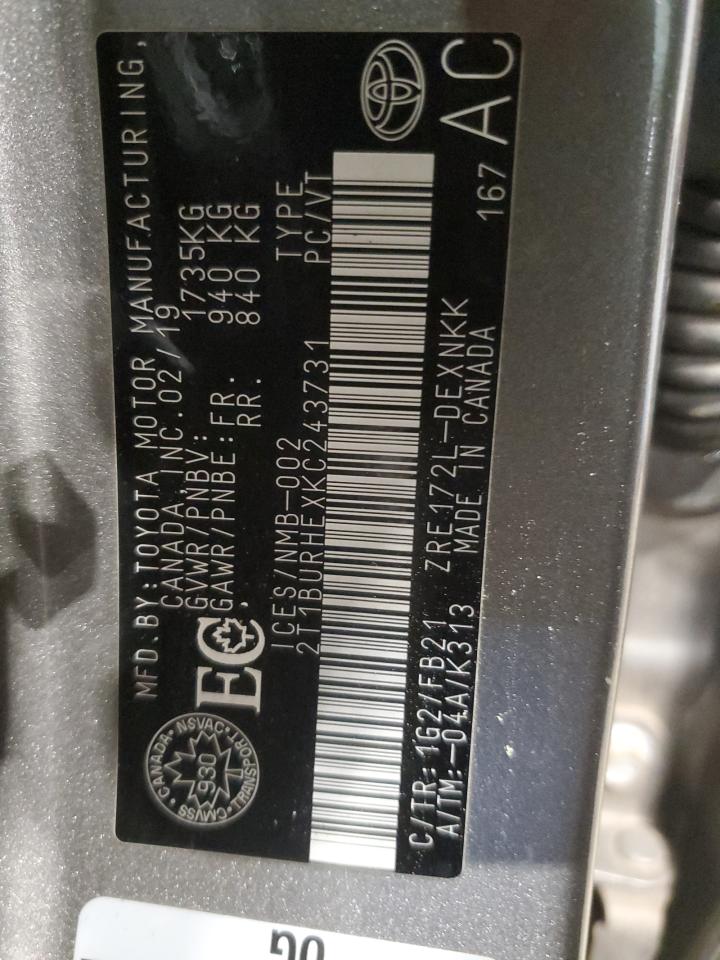 MFD.BY:TOYOTA MOTOR MANUFACTURING,
CANADA,INC.02/19
GVWR/PNBV: 1735KG
GAWR/PNBE:FR. 940 KG
RR. 840 KG
EC
ICES/NMB-002 TYPE
2T1BURHEXKC243731 PC/VT
CANADA • NSVAC • TRANSPORT • CMVSS
930
C/TR:1G2/FB21 ZRE172L-DEXNKK
A/TM:-04A/K313 MADE IN CANADA
167 AC